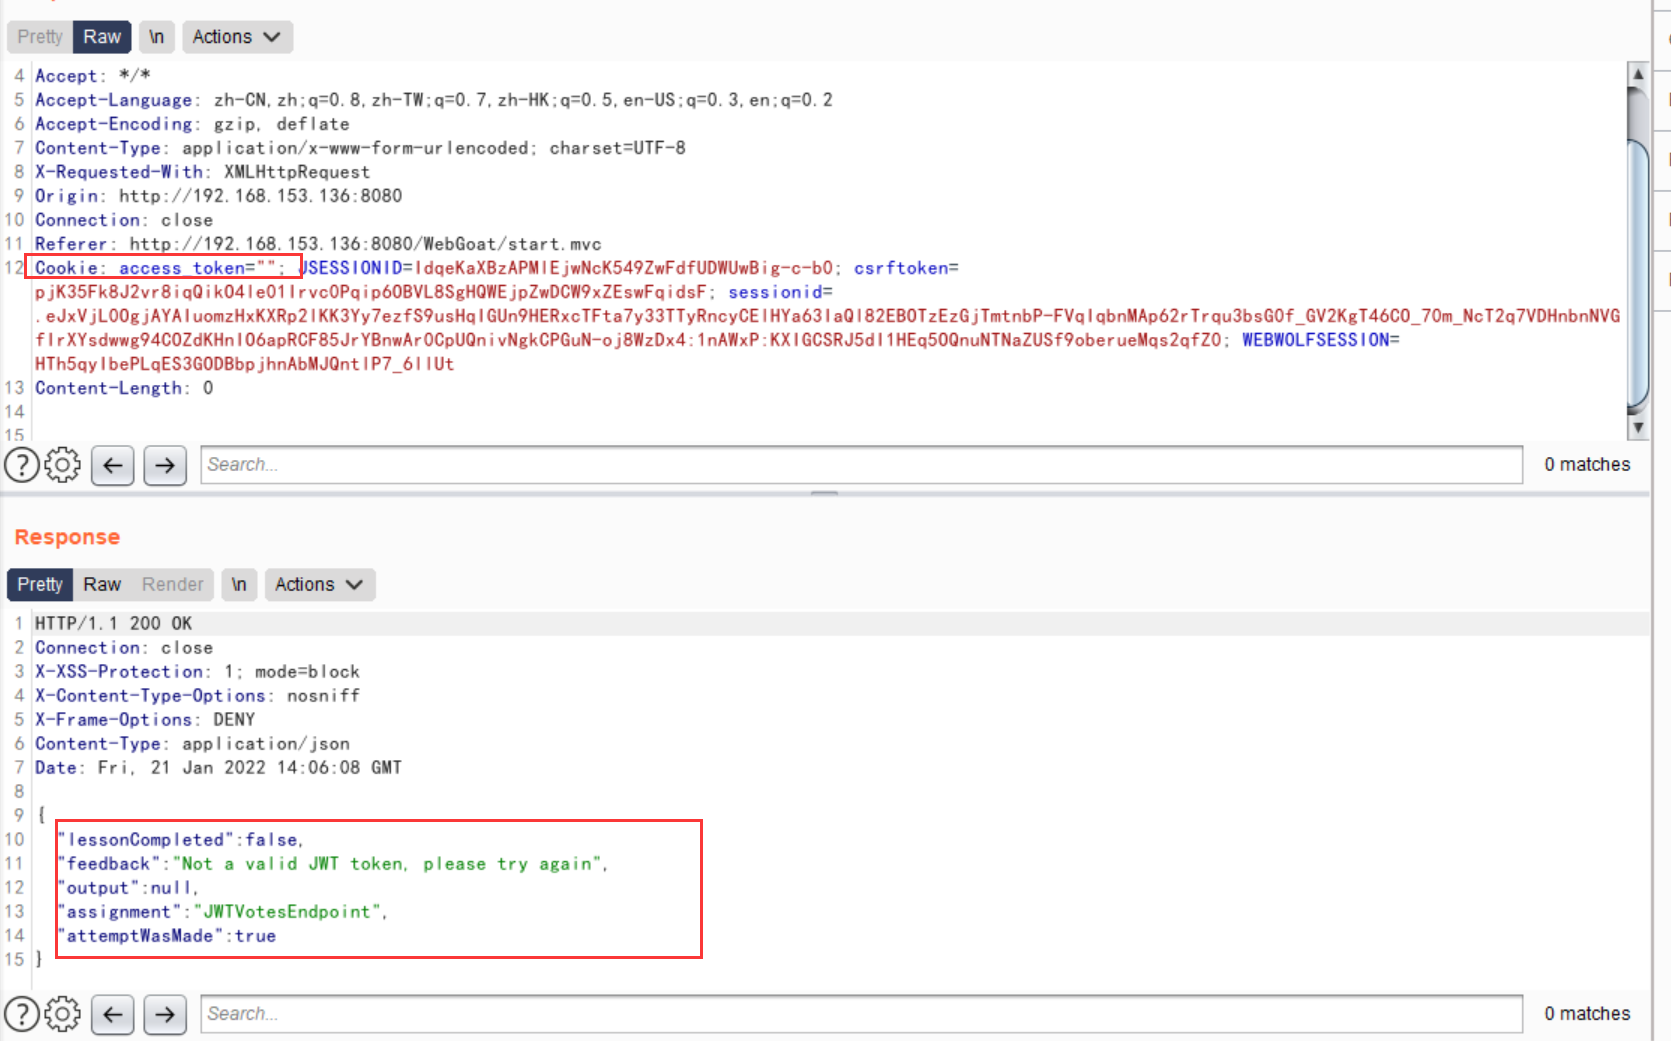 Pretty Raw \n Actions
4 Accept: */*
5 Accept-Language: zh-CN,zh;q=0.8,zh-TW;q=0.7,zh-HK;q=0.5,en-US;q=0.3,en;q=0.2
6 Accept-Encoding: gzip, deflate
7 Content-Type: application/x-www-form-urlencoded; charset=UTF-8
8 X-Requested-With: XMLHttpRequest
9 Origin: http://192.168.153.136:8080
10 Connection: close
11 Referer: http://192.168.153.136:8080/WebGoat/start.mvc
12 Cookie: access_token=""; JSESSIONID=ldqeKaXBzAPMlEjwNcK549ZwFdfUDWUwBig-c-b0; csrftoken=
pjK35Fk8J2vr8iqQik04le01lrvc0Pqip60BVL8SgHQWEjpZwDCW9xZEswFqidsF; sessionid=
.eJxVjL0OgjAYAIuomzHxKXRp2lKK3Yy7ezfS9usHqlGUn9HERxcTFta7y33TTyRncyCElHYa63laQl82EBOTzEzGjTmtnbP-FVqlqbnMAp62rTrqu3bsG0f_GV2KgT46C0_70m_NcT2q7VDHnbnNVG
flrXYsdwwg94C0ZdKHnl06apRCF85JrYBnwAr0CpUQnivNgkCPGuN-oj8WzDx4:1nAWxP:KXlGCSRJ5dl1HEq50QnuNTNaZUSf9oberueMqs2qfZ0; WEBWOLFSESSION=
HTh5qylbePLqES3GODBbpjhnAbMJQntlP7_6llUt
13 Content-Length: 0
14
15
Search... 0 matches
Response
Pretty Raw Render \n Actions
1 HTTP/1.1 200 OK
2 Connection: close
3 X-XSS-Protection: 1; mode=block
4 X-Content-Type-Options: nosniff
5 X-Frame-Options: DENY
6 Content-Type: application/json
7 Date: Fri, 21 Jan 2022 14:06:08 GMT
8
9 {
10 "lessonCompleted":false,
11 "feedback":"Not a valid JWT token, please try again",
12 "output":null,
13 "assignment":"JWTVotesEndpoint",
14 "attemptWasMade":true
15 }
Search... 0 matches